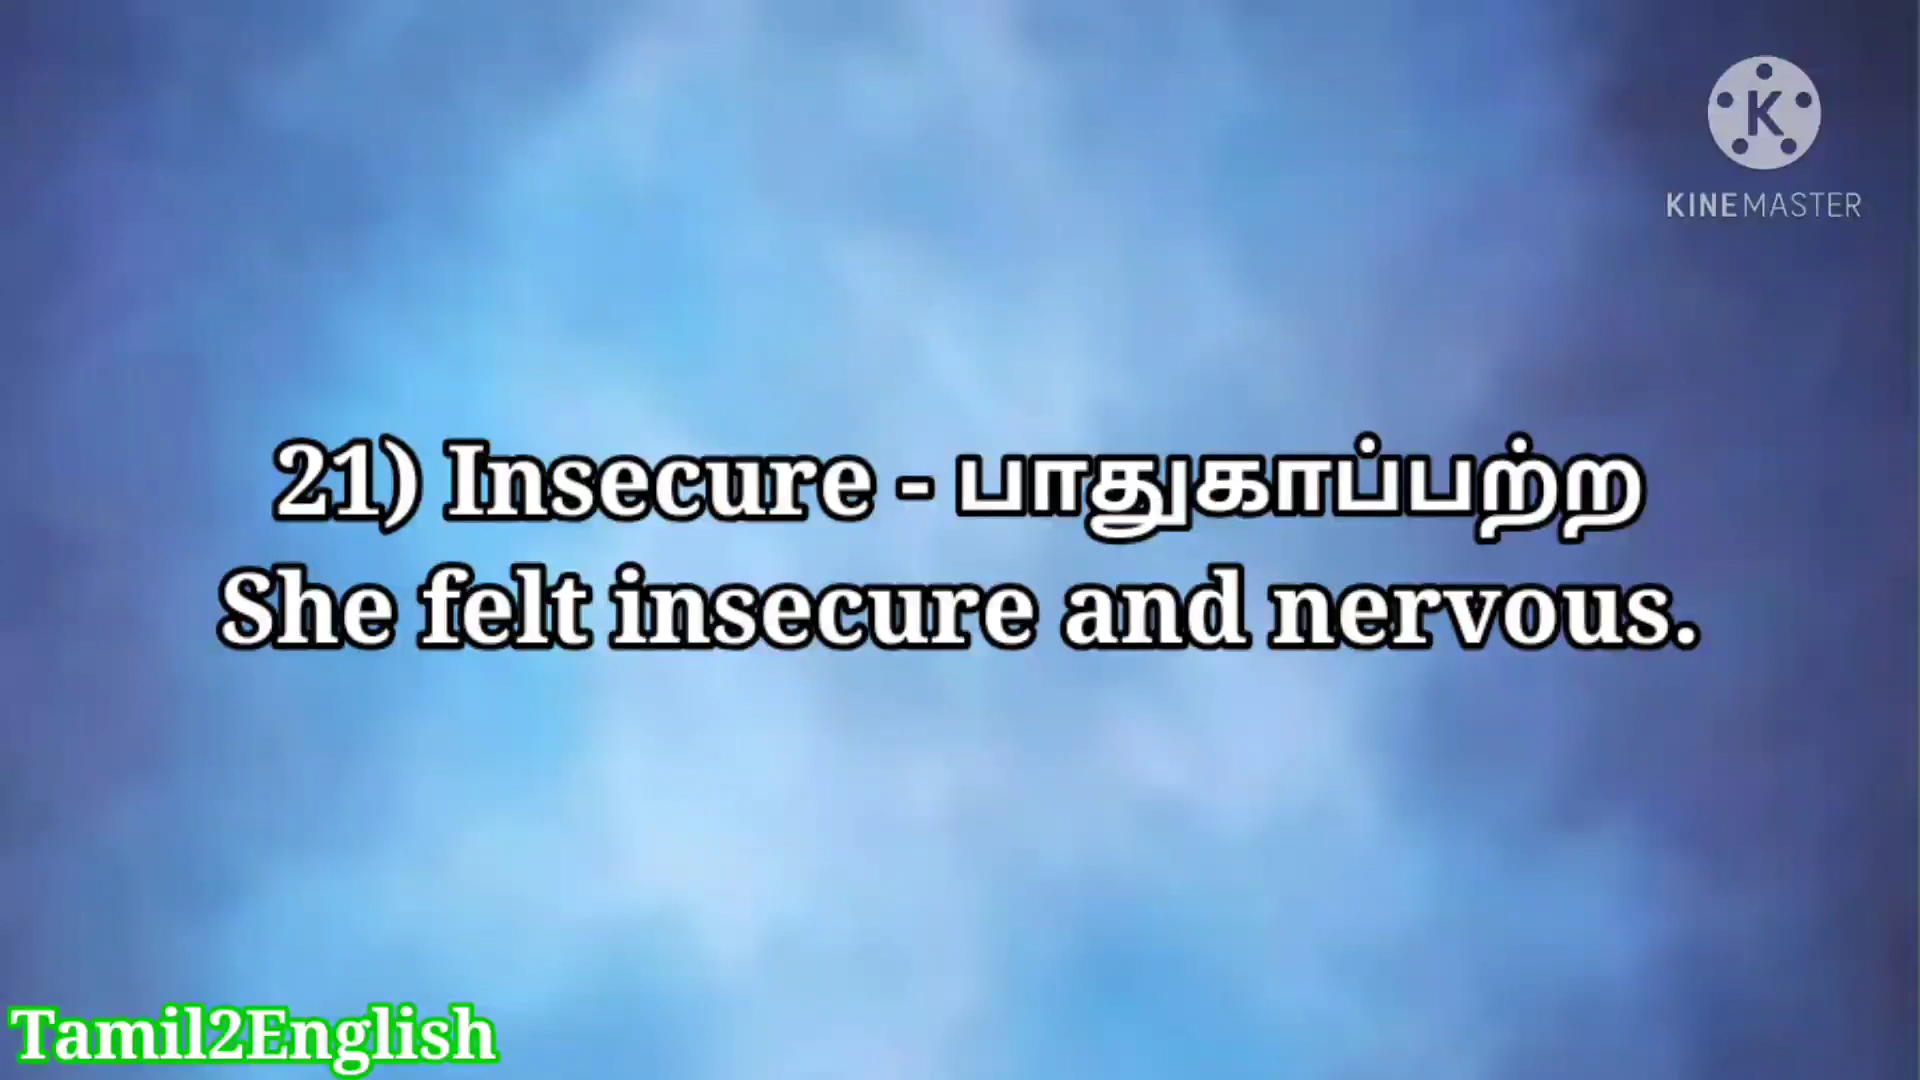 K
KINEMASTER
21) Insecure - பாதுகாப்பற்ற
She felt insecure and nervous.
Tamil2English